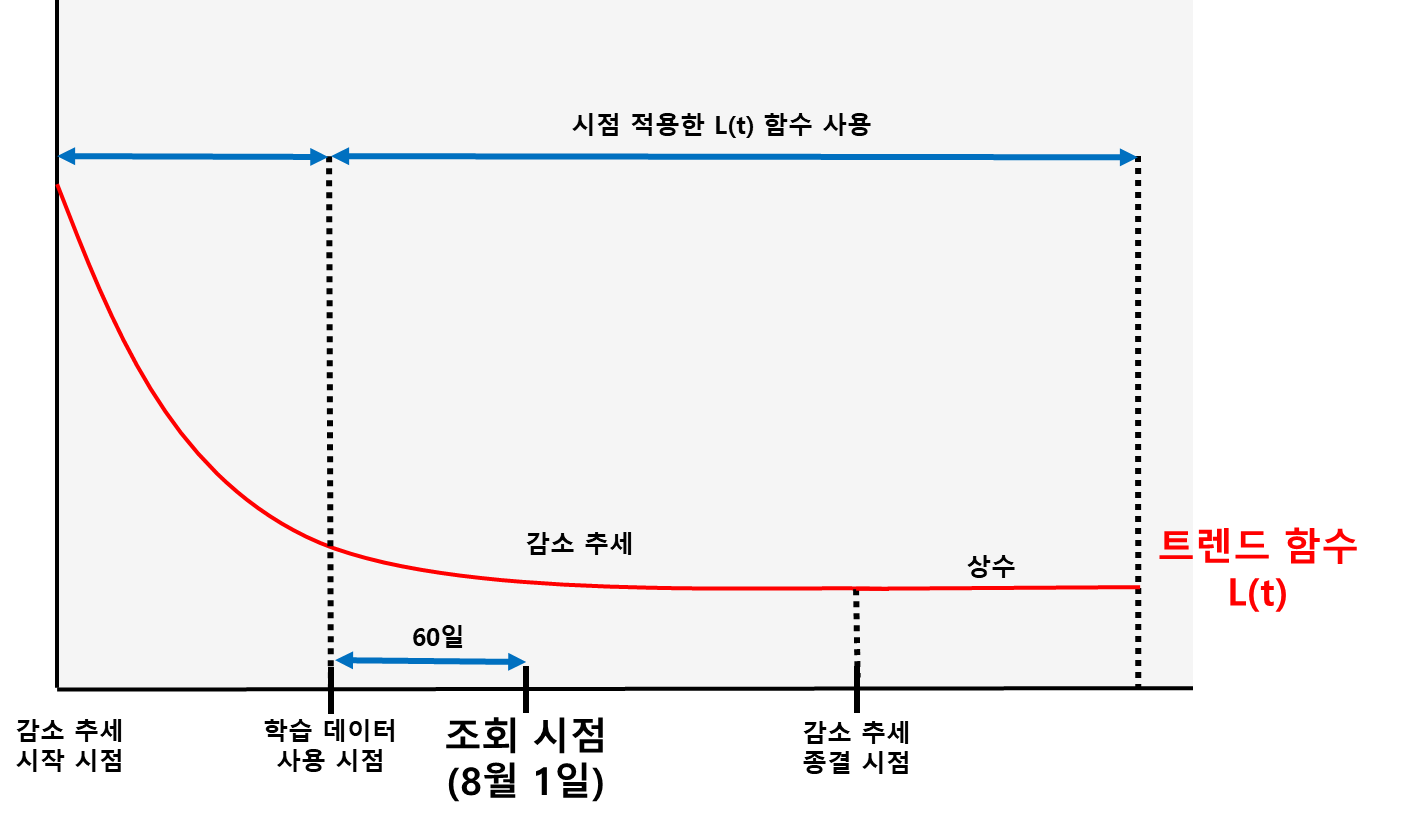 시점 적용한 L(t) 함수 사용
감소 추세
상수
트렌드 함수
L(t)
60일
감소 추세
시작 시점
학습 데이터
사용 시점
조회 시점
(8월 1일)
감소 추세
종결 시점